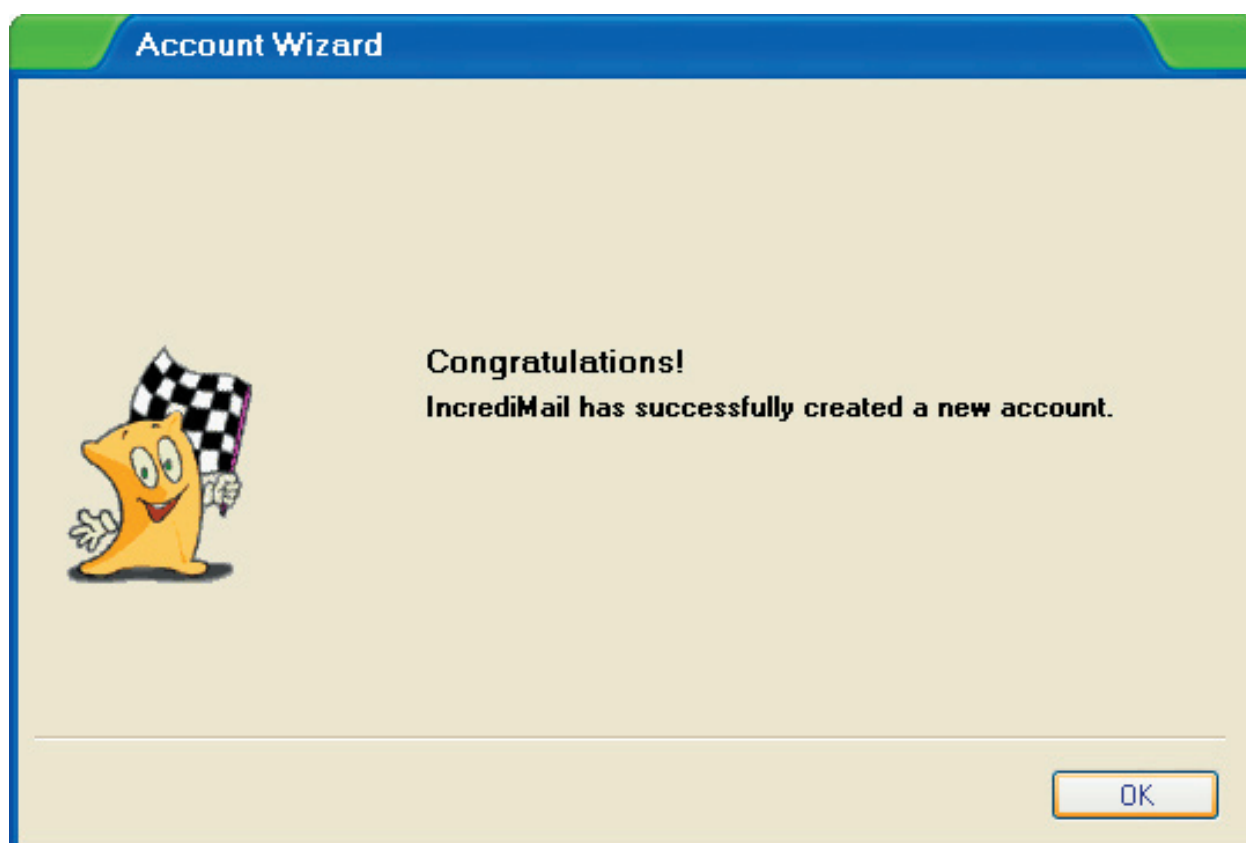 Account Wizard
Congratulations!
IncrediMail has successfully created a new account.
OK